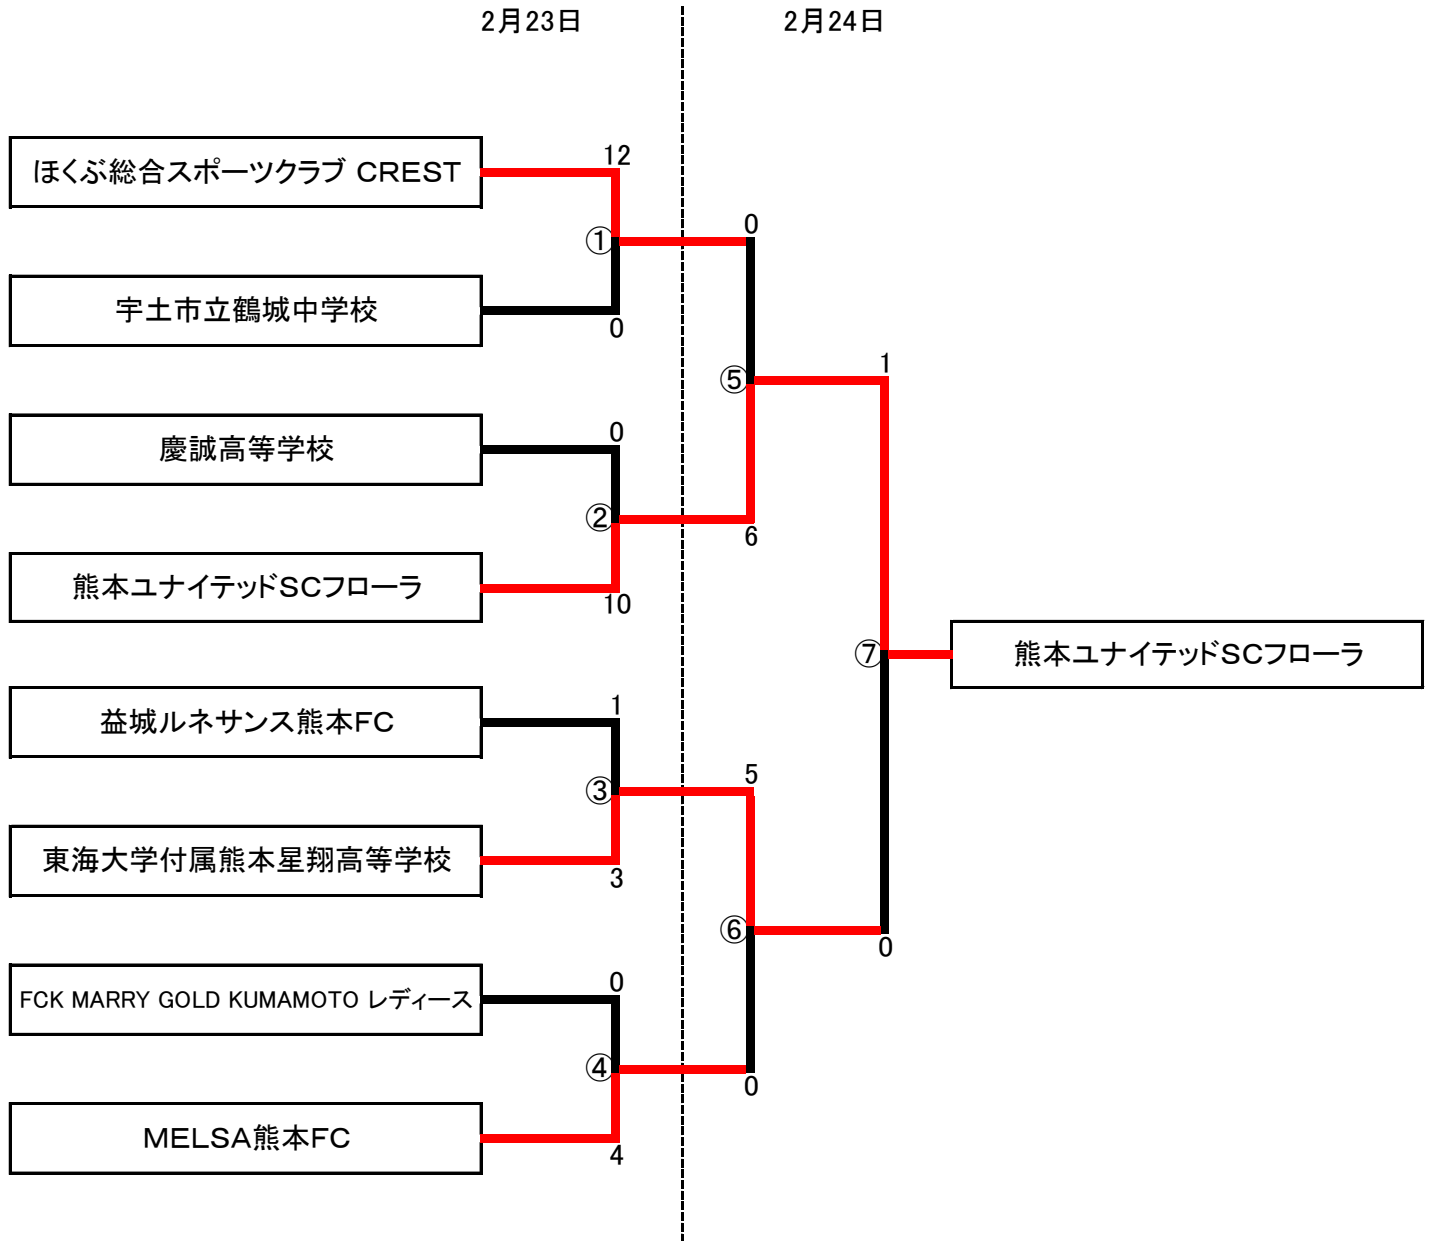 2月23日
2月24日
ほくぶ総合スポーツクラブ CREST
12
0
①
宇土市立鶴城中学校
0
1
⑤
慶誠高等学校
0
②
6
熊本ユナイテッドSCフローラ
10
⑦
熊本ユナイテッドSCフローラ
益城ルネサンス熊本FC
1
5
③
東海大学付属熊本星翔高等学校
3
⑥
0
FCK MARRY GOLD KUMAMOTO レディース
0
④
0
MELSA熊本FC
4